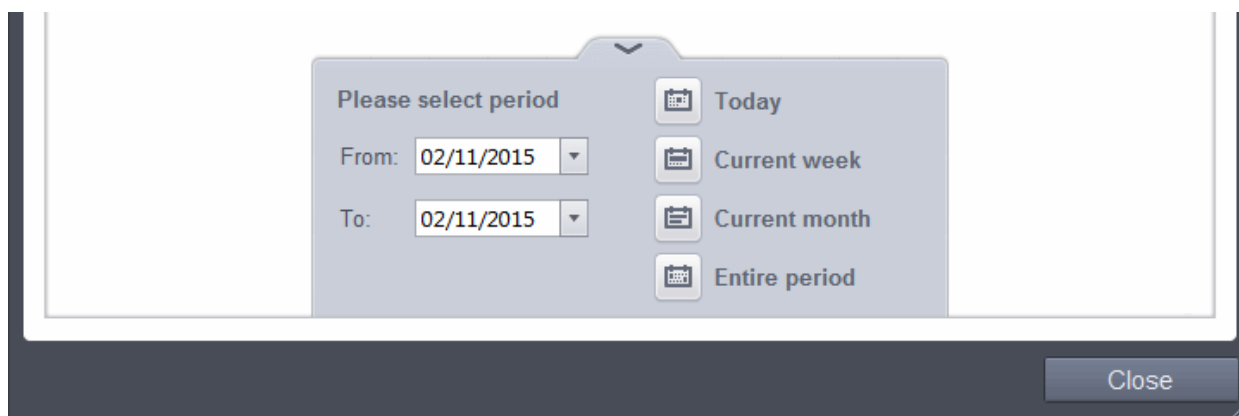 Please select period
From: 02/11/2015
To: 02/11/2015
Today
Current week
Current month
Entire period
Close